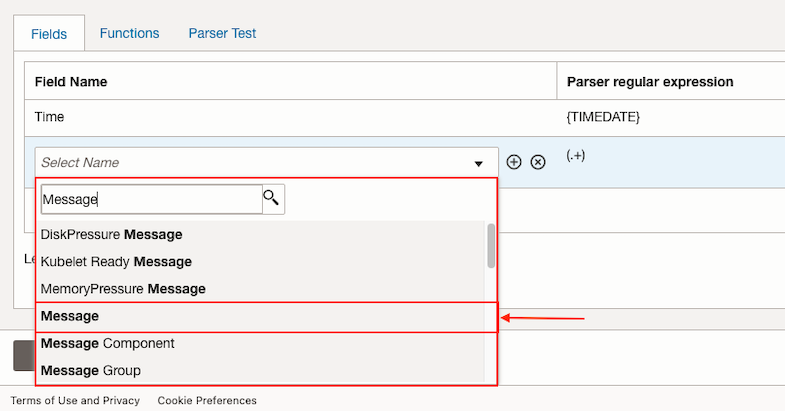 Fields Functions Parser Test
Field Name Parser regular expression
Time {TIMEDATE}
Select Name (.+)
Message
DiskPressure Message
Kubelet Ready Message
MemoryPressure Message
Message
Message Component
Message Group
Terms of Use and Privacy Cookie Preferences